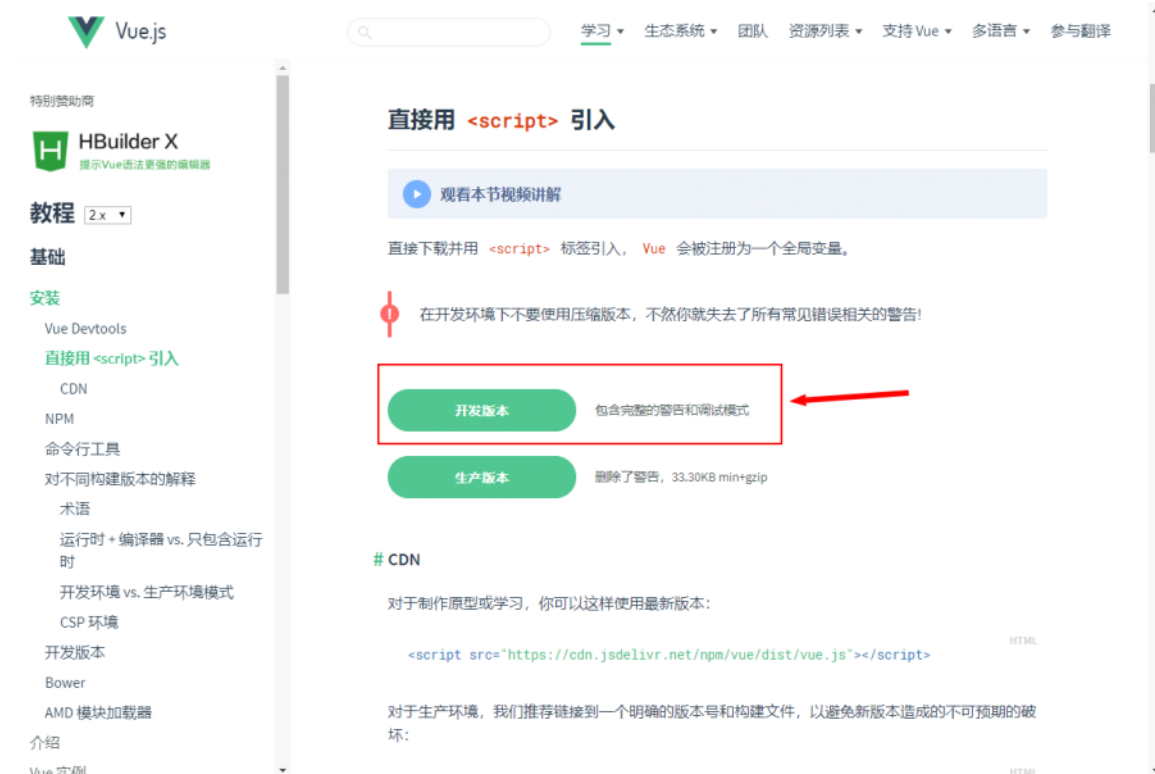 Vue.js
学习 生态系统 团队 资源列表 支持 Vue 多语言 参与翻译
特别赞助商
HBuilder X
提示Vue语法更强的编辑器
教程 2.x
基础
安装
Vue Devtools
直接用 <script> 引入
CDN
NPM
命令行工具
对不同构建版本的解释
术语
运行时 + 编译器 vs. 只包含运行
时
开发环境 vs. 生产环境模式
CSP 环境
开发版本
Bower
AMD 模块加载器
介绍
Vue 实例
直接用 <script> 引入
观看本节视频讲解
直接下载并用 <script> 标签引入， Vue 会被注册为一个全局变量。
在开发环境下不要使用压缩版本，不然你就失去了所有常见错误相关的警告!
开发版本 包含完整的警告和调试模式
生产版本 删除了警告，33.30KB min+gzip
# CDN
对于制作原型或学习，你可以这样使用最新版本：
HTML
<script src="https://cdn.jsdelivr.net/npm/vue/dist/vue.js"></script>
对于生产环境，我们推荐链接到一个明确的版本号和构建文件，以避免新版本造成的不可预期的破
坏：
HTML